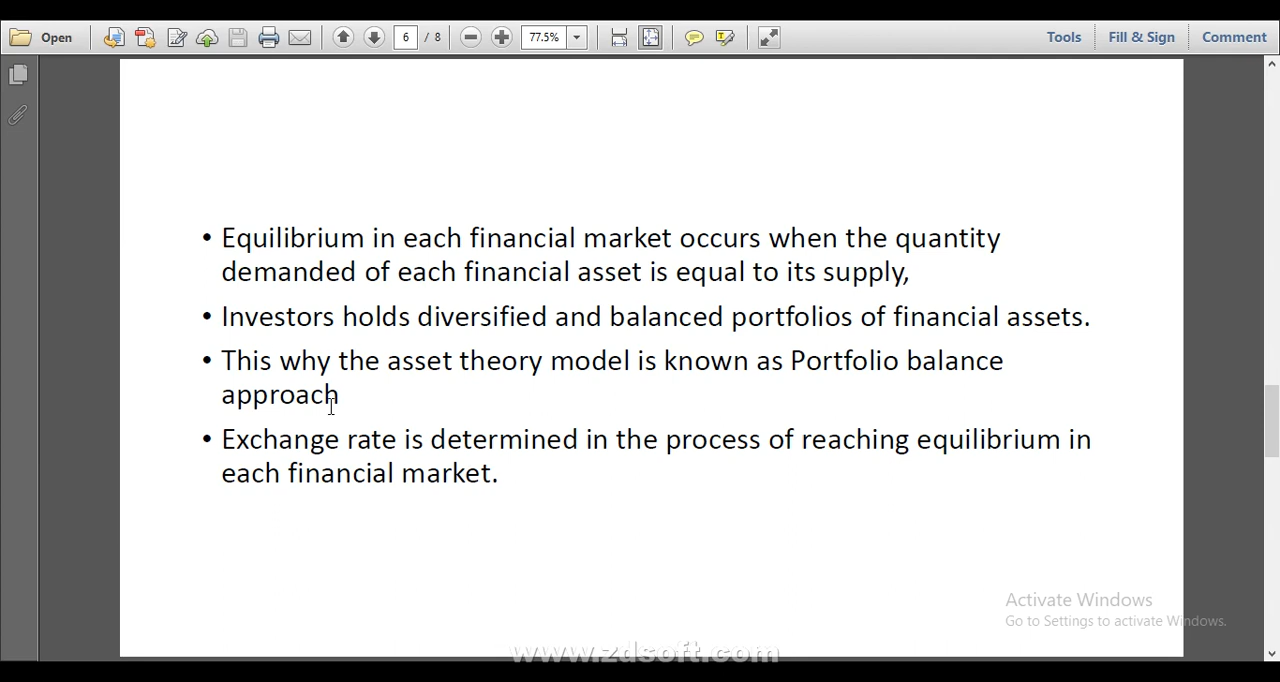 Open
6 / 8
77.5%
Tools
Fill & Sign
Comment
• Equilibrium in each financial market occurs when the quantity
demanded of each financial asset is equal to its supply,
• Investors holds diversified and balanced portfolios of financial assets.
• This why the asset theory model is known as Portfolio balance
approach
• Exchange rate is determined in the process of reaching equilibrium in
each financial market.
Activate Windows
Go to Settings to activate Windows.
www.zdsoft.com